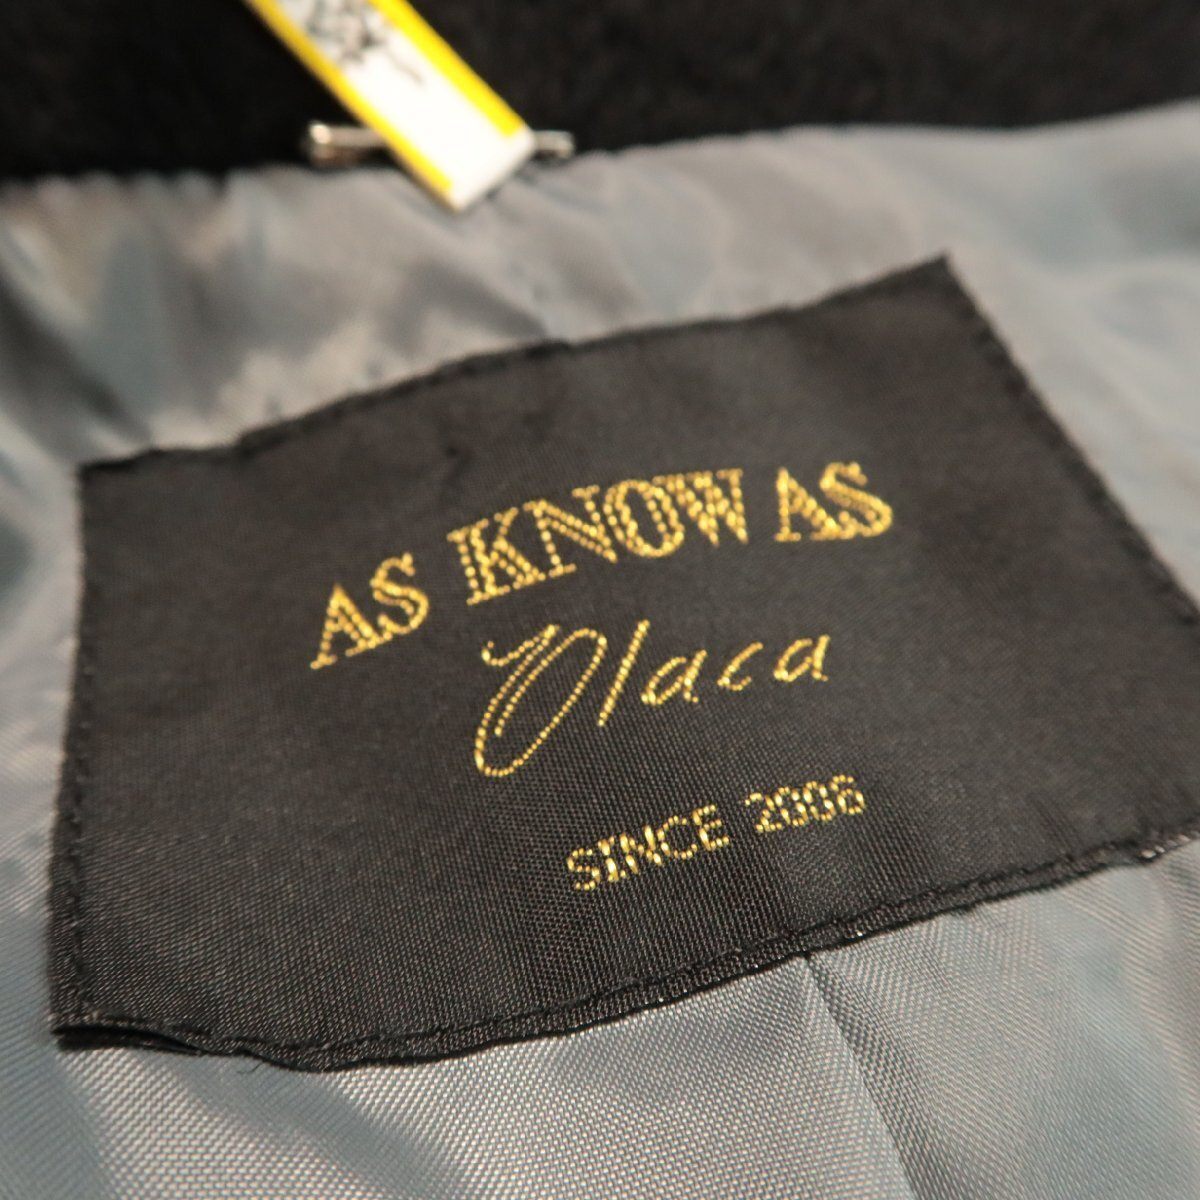 AS KNOW AS
Olaca
SINCE 2006